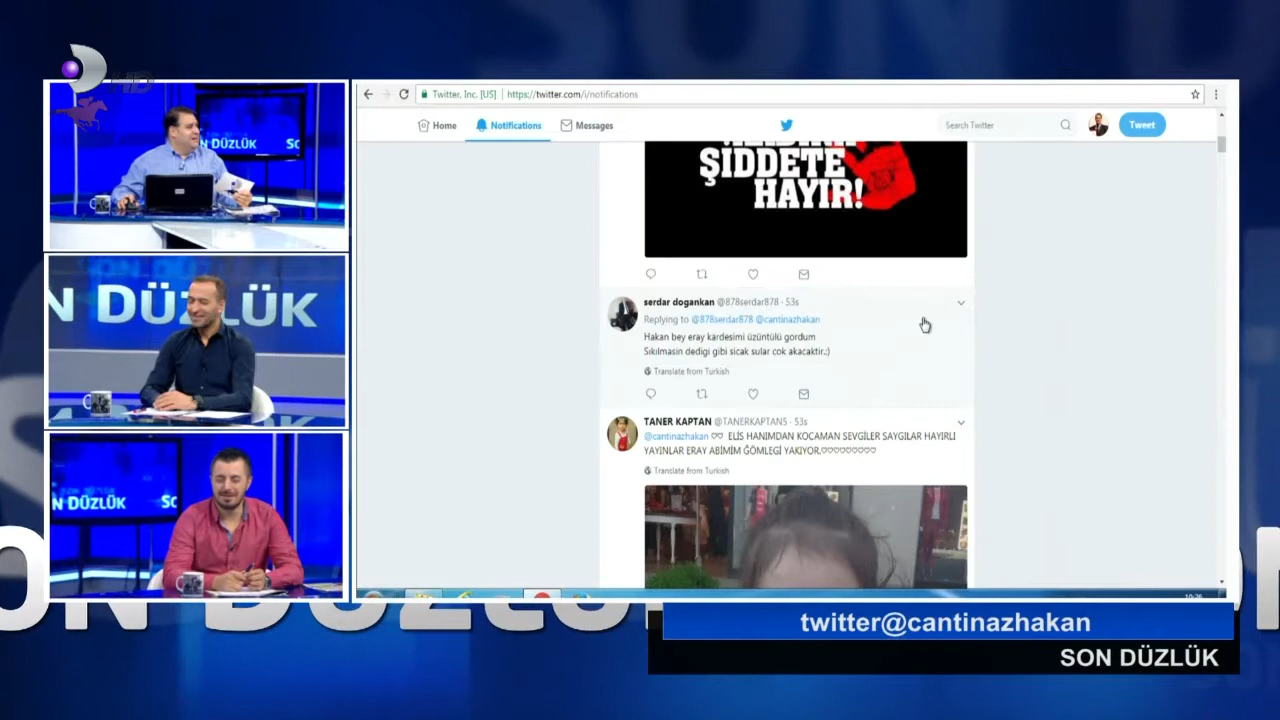 HD
DÜZLÜK
N DÜZLÜK
N DÜZLÜK
Twitter, Inc. [US] https://twitter.com/i/notifications
Home
Notifications
Messages
Search Twitter
Tweet
ŞİDDETE
HAYIR!
serdar dogankan @878serdar878 · 53s
Replying to @878serdar878 @cantinazhakan
Hakan bey eray kardesimi üzüntülü gordum
Sıkılmasin dedigi gibi sicak sular cok akacaktir.:)
Translate from Turkish
TANER KAPTAN @TANERKAPTAN5 · 53s
@cantinazhakan ♡♡ ELİS HANIMDAN KOCAMAN SEVGİLER SAYGILAR HAYIRLI
YAYINLAR ERAY ABİMİM GÖMLEGİ YAKIYOR.♡♡♡♡♡♡♡♡♡
Translate from Turkish
twitter@cantinazhakan
SON DÜZLÜK